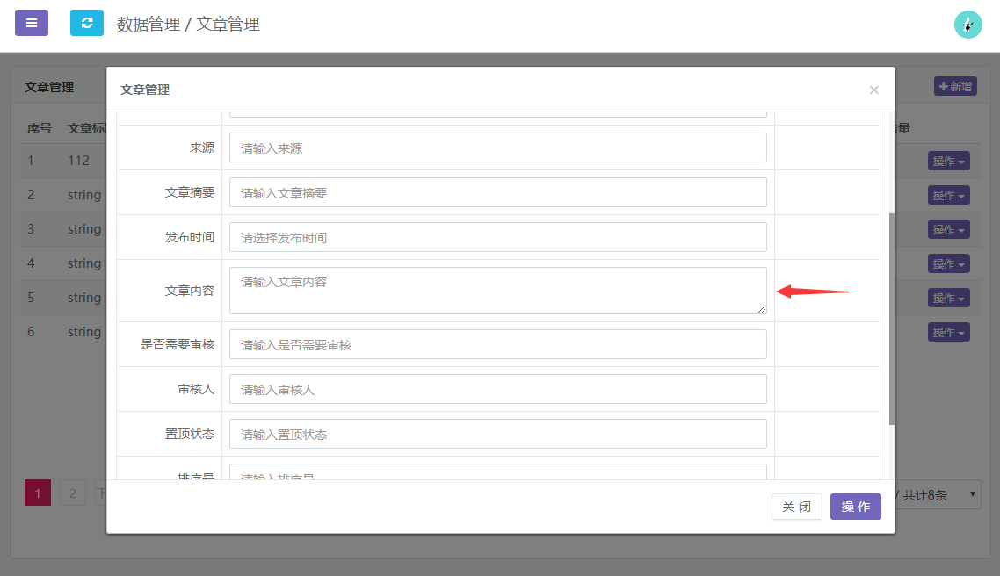 数据管理 / 文章管理
文章管理
新增
序号 文章标
文章管理
×
量
1 112 操作
2 string 操作
3 string 操作
4 string 操作
5 string 操作
6 string 操作
来源 请输入来源
文章摘要 请输入文章摘要
发布时间 请选择发布时间
文章内容 请输入文章内容
是否需要审核 请输入是否需要审核
审核人 请输入审核人
置顶状态 请输入置顶状态
排序号 请输入排序号
1 2 下
/ 共计8条
关 闭 操 作